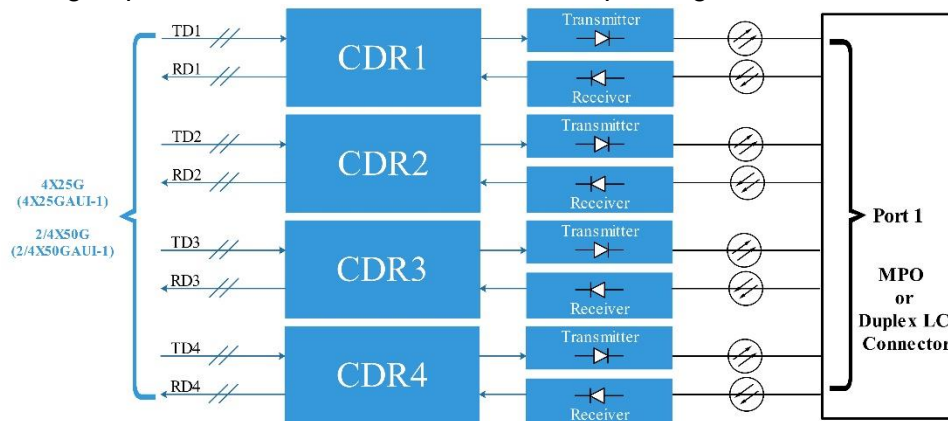 TD1
RD1
CDR1
Transmitter
Receiver
TD2
RD2
CDR2
Transmitter
Receiver
4X25G
(4X25GAUI-1)
2/4X50G
(2/4X50GAUI-1)
TD3
RD3
CDR3
Transmitter
Receiver
TD4
RD4
CDR4
Transmitter
Receiver
Port 1
MPO
or
Duplex LC
Connector